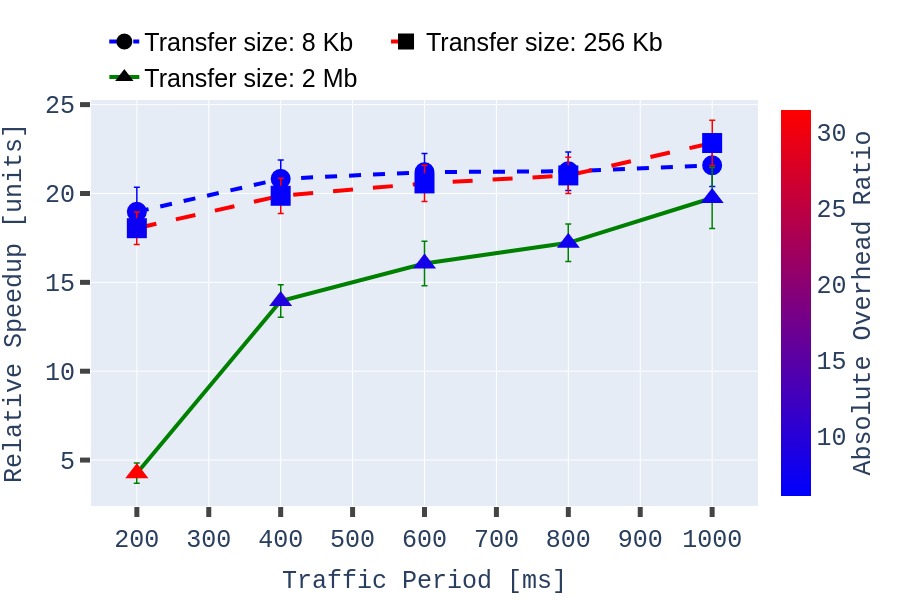 Transfer size: 8 Kb
Transfer size: 256 Kb
Transfer size: 2 Mb
Relative Speedup [units]
25
20
15
10
5
200 300 400 500 600 700 800 900 1000
Traffic Period [ms]
30
25
20
15
10
Absolute Overhead Ratio